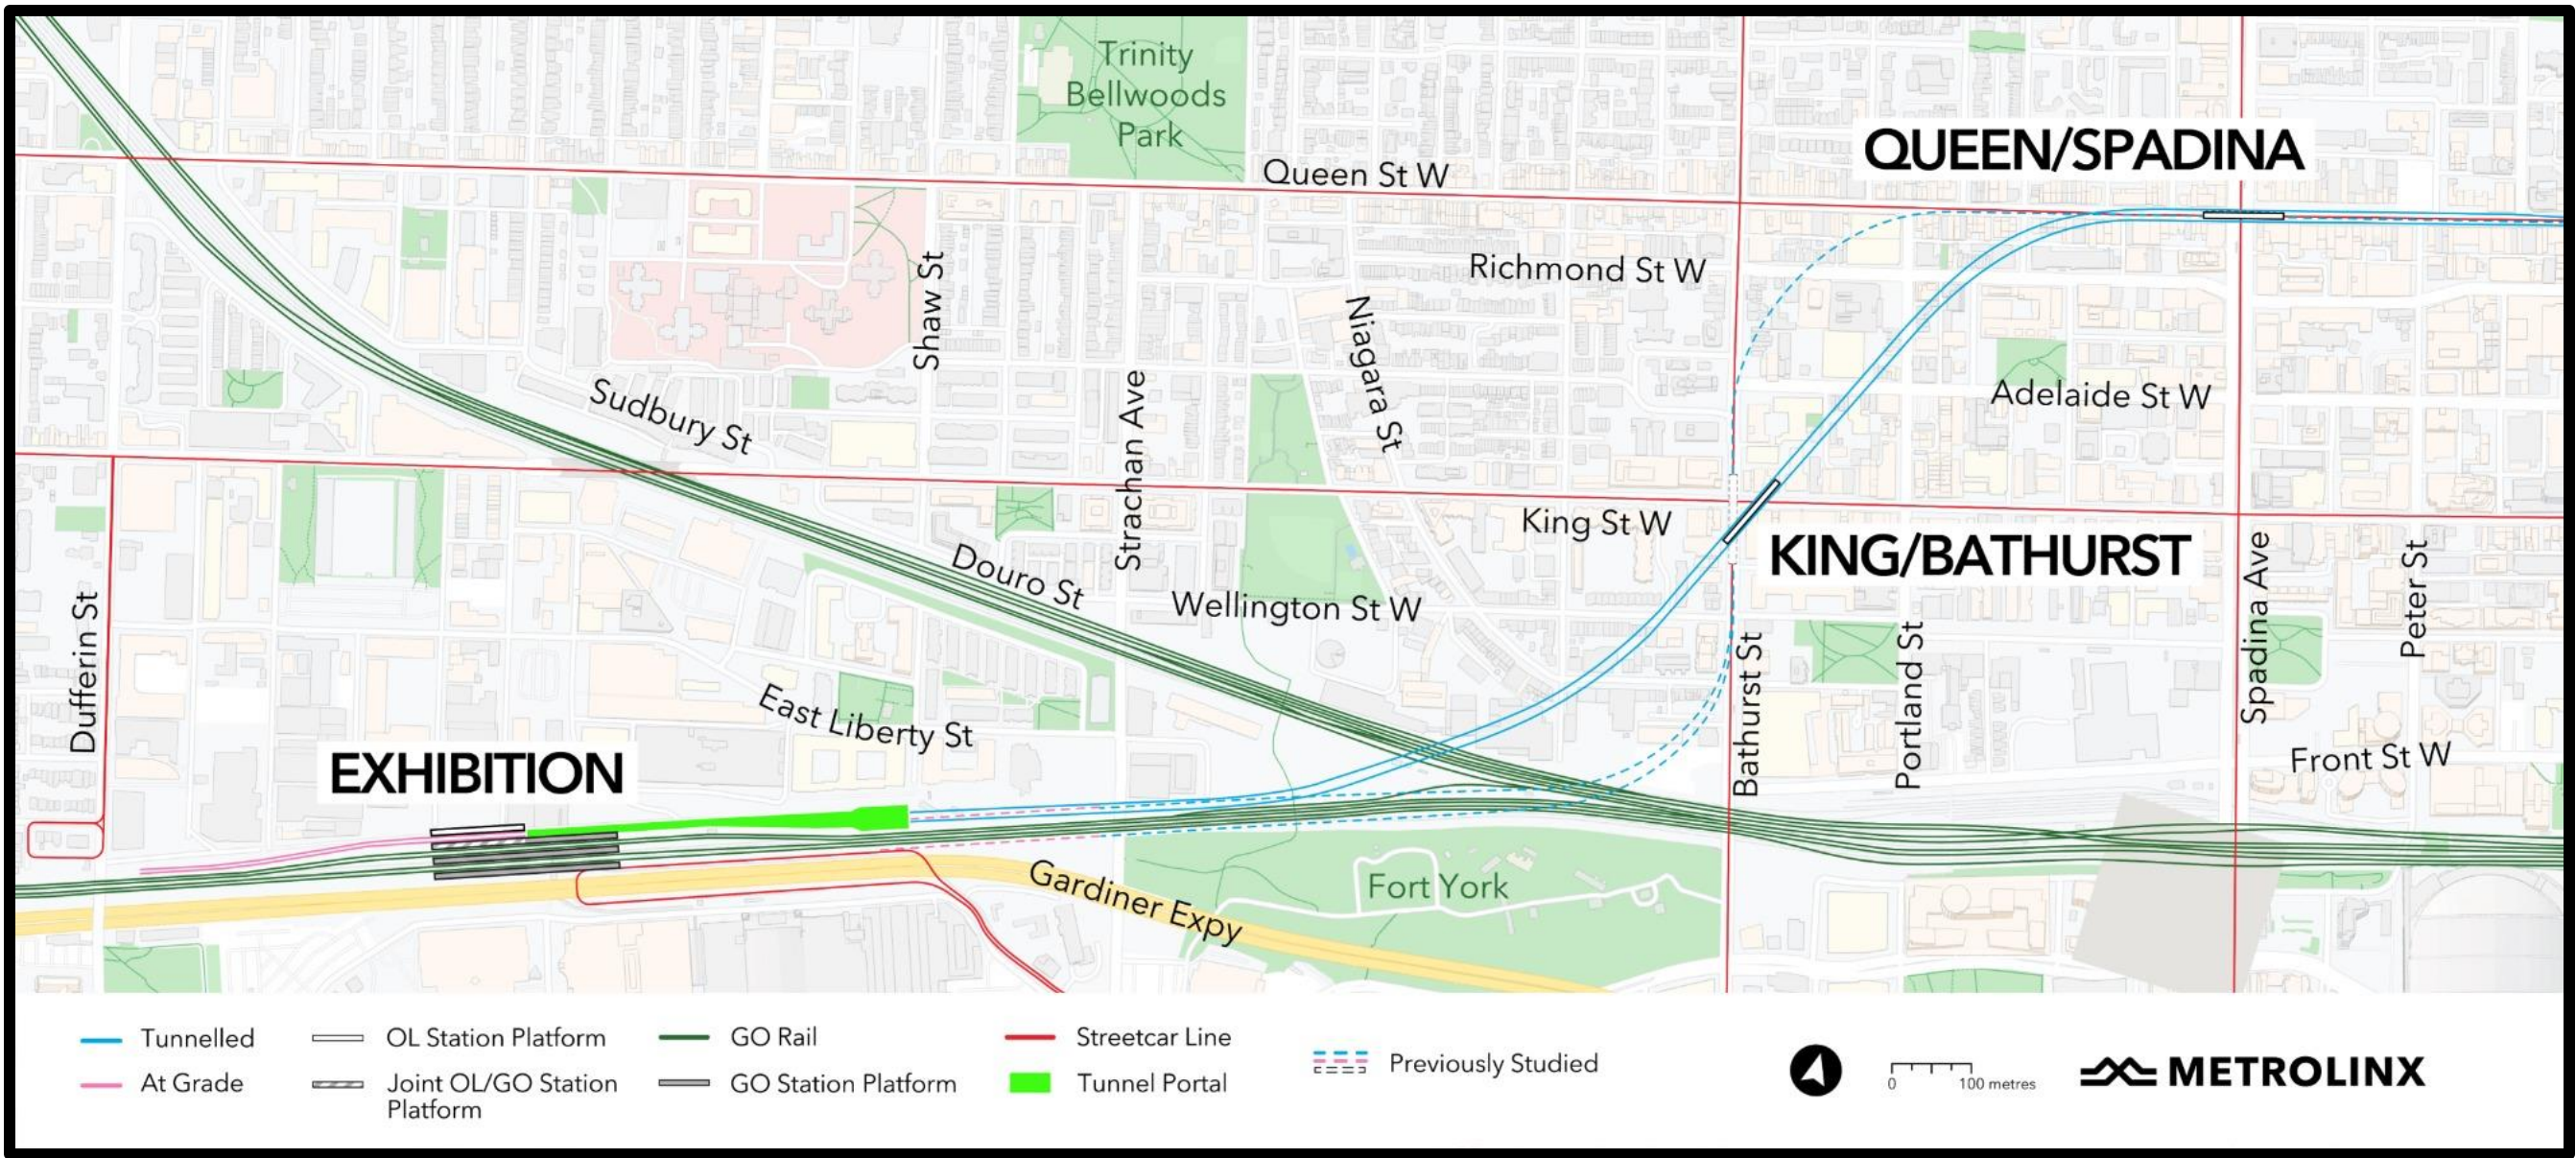 Trinity
Bellwoods
Park
QUEEN/SPADINA
Queen St W
Richmond St W
Shaw St
Niagara St
Sudbury St
Adelaide St W
Strachan Ave
King St W
KING/BATHURST
Douro St
Wellington St W
Dufferin St
Bathurst St
Portland St
Spadina Ave
Peter St
East Liberty St
EXHIBITION
Front St W
Gardiner Expy
Fort York
Tunnelled
At Grade
OL Station Platform
Joint OL/GO Station
Platform
GO Rail
GO Station Platform
Streetcar Line
Tunnel Portal
Previously Studied
0 100 metres
METROLINX